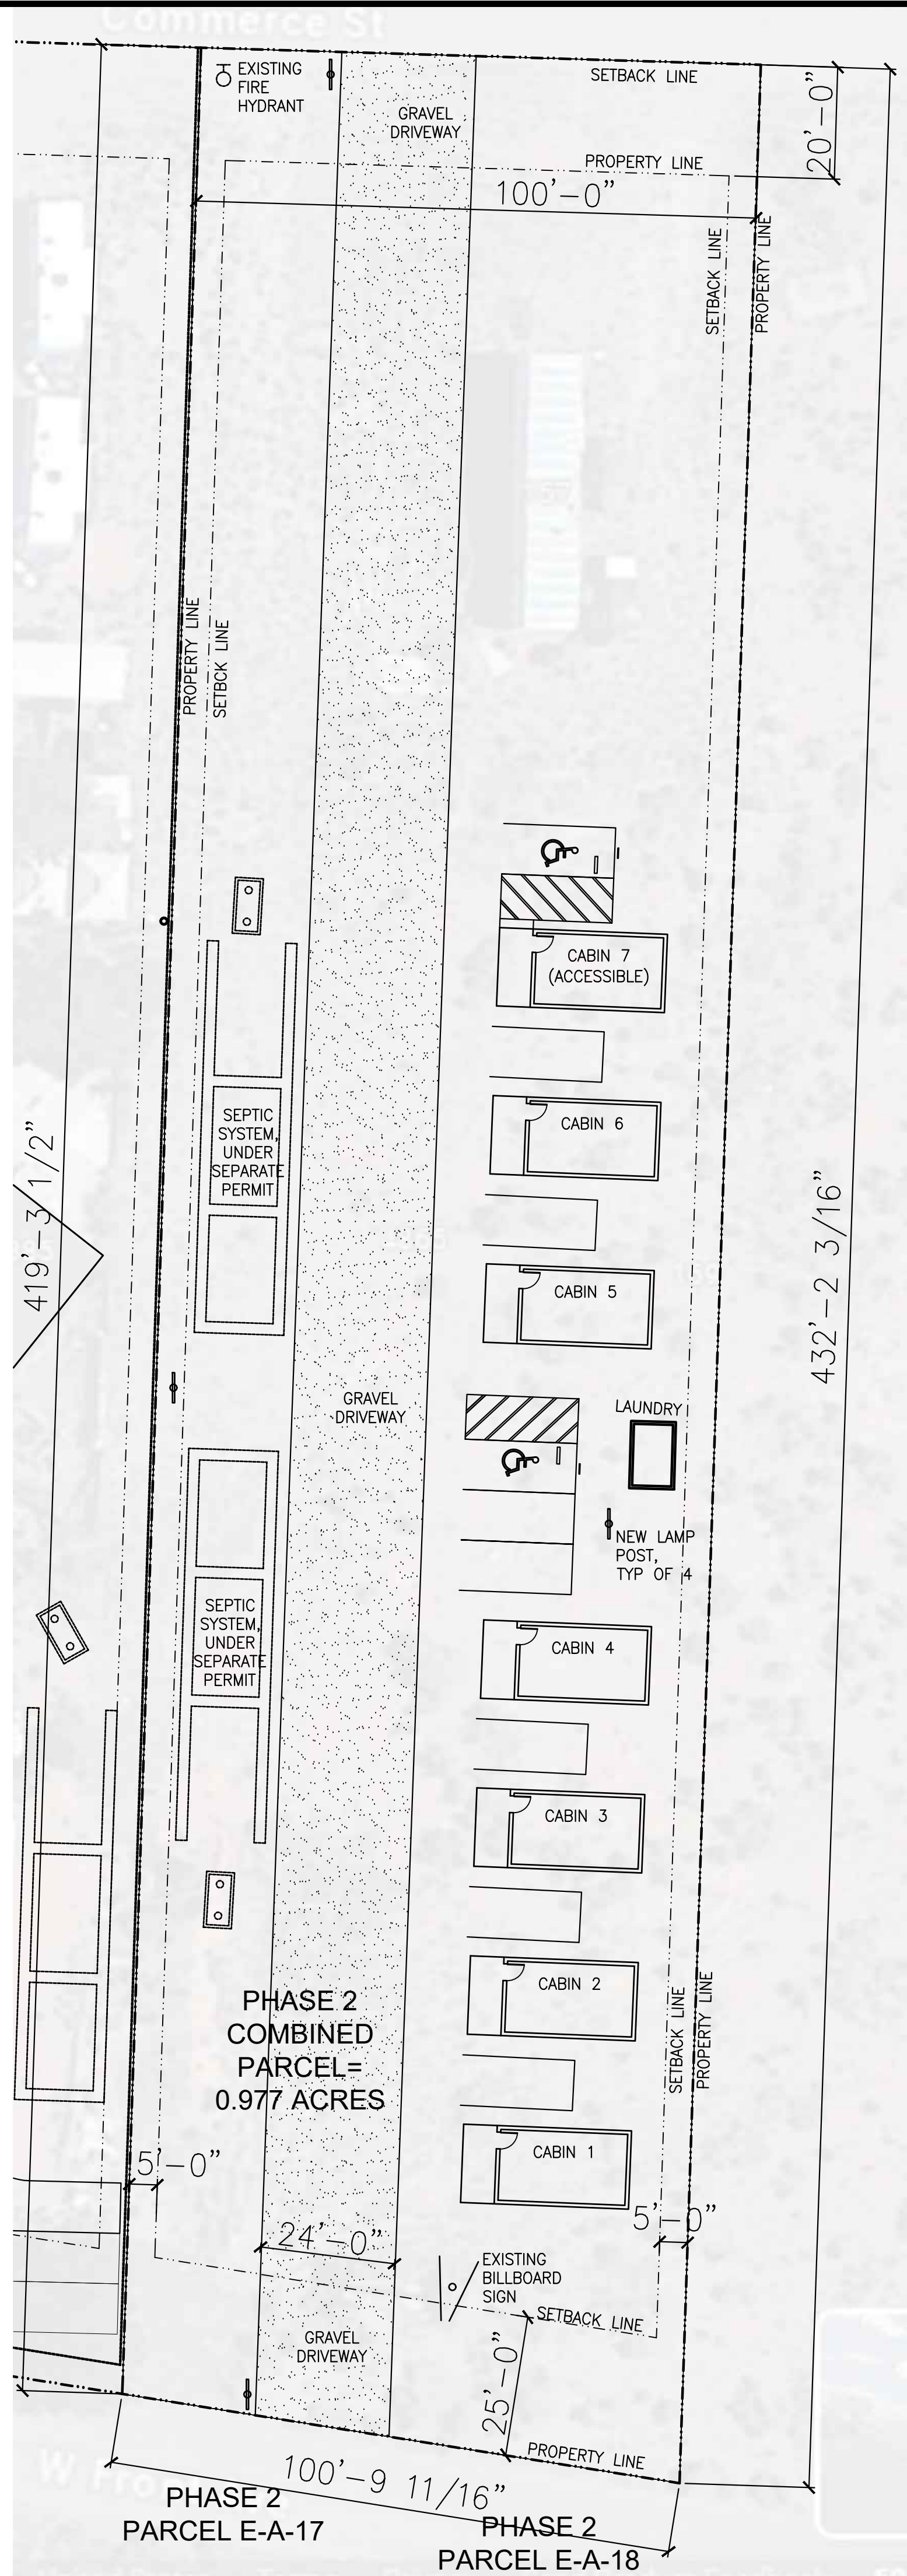 Commerce St
EXISTING
FIRE
HYDRANT
GRAVEL
DRIVEWAY
SETBACK LINE
20'-0"
PROPERTY LINE
100'-0"
SETBACK LINE
PROPERTY LINE
PROPERTY LINE
SETBCK LINE
CABIN 7
(ACCESSIBLE)
SEPTIC
SYSTEM,
UNDER
SEPARATE
PERMIT
CABIN 6
419'-3 1/2"
432'-2 3/16"
CABIN 5
GRAVEL
DRIVEWAY
LAUNDRY
NEW LAMP
POST,
TYP OF 4
SEPTIC
SYSTEM,
UNDER
SEPARATE
PERMIT
CABIN 4
CABIN 3
CABIN 2
PHASE 2
COMBINED
PARCEL=
0.977 ACRES
SETBACK LINE
PROPERTY LINE
CABIN 1
5'-0"
5'-0"
24'-0"
EXISTING
BILLBOARD
SIGN
SETBACK LINE
GRAVEL
DRIVEWAY
25'-0"
PROPERTY LINE
100'-9 11/16"
PHASE 2
PARCEL E-A-17
PHASE 2
PARCEL E-A-18